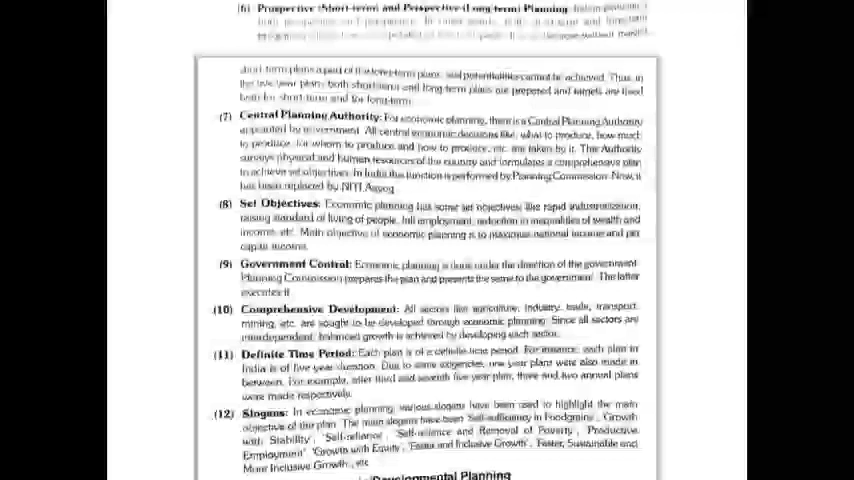 (6) Prospective (Short-term) and Perspective (Long-term) Planning:
short-term plans a part of the long-term plans, and potentialities cannot be achieved. Thus, in
the five year plans both short-term and long-term plans are prepared and targets are fixed
both for short-term and for long-term.
(7) Central Planning Authority: For economic planning, there is a Central Planning Authority
appointed by government. All central economic decisions like, what to produce, how much
to produce, for whom to produce and how to produce, etc. are taken by it. This Authority
surveys physical and human resources of the country and formulates a comprehensive plan
to achieve set objectives. In India this function is performed by Planning Commission. Now, it
has been replaced by NITI Aayog.
(8) Set Objectives: Economic planning has some set objectives; like rapid industrialization,
raising standard of living of people, full employment, reduction in inequalities of wealth and
income, etc. Main objective of economic planning is to maximise national income and per
capita income.
(9) Government Control: Economic planning is done under the direction of the government.
Planning Commission prepares the plan and presents the same to the government. The latter
executes it.
(10) Comprehensive Development: All sectors like agriculture, industry, trade, transport,
mining, etc. are sought to be developed through economic planning. Since all sectors are
interdependent, balanced growth is achieved by developing each sector.
(11) Definite Time Period: Each plan is of a definite time period. For instance, each plan in
India is of five year duration. Due to some exigencies, one year plans were also made in
between. For example, after third and seventh five year plan, three and two annual plans
were made respectively.
(12) Slogans: In economic planning, various slogans have been used to highlight the main
objective of the plan. The main slogans have been 'Self-sufficiency in Foodgrains', 'Growth
with Stability', 'Self-reliance', 'Self-reliance and Removal of Poverty', 'Productive
Employment' 'Growth with Equity', 'Faster and Inclusive Growth', 'Faster, Sustainable and
More Inclusive Growth', etc.
Developmental Planning